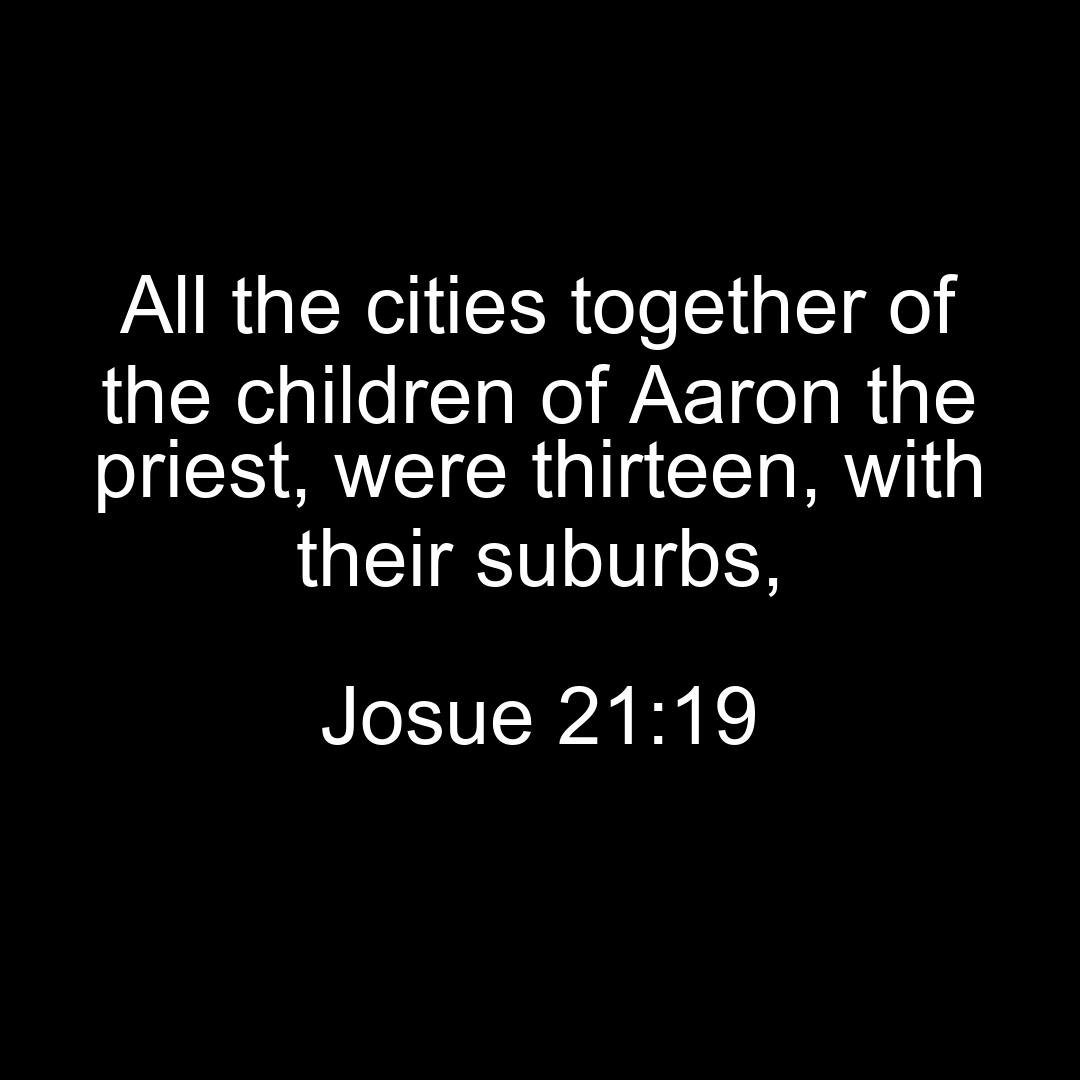 All the cities together of
the children of Aaron the
priest, were thirteen, with
their suburbs,
Josue 21:19